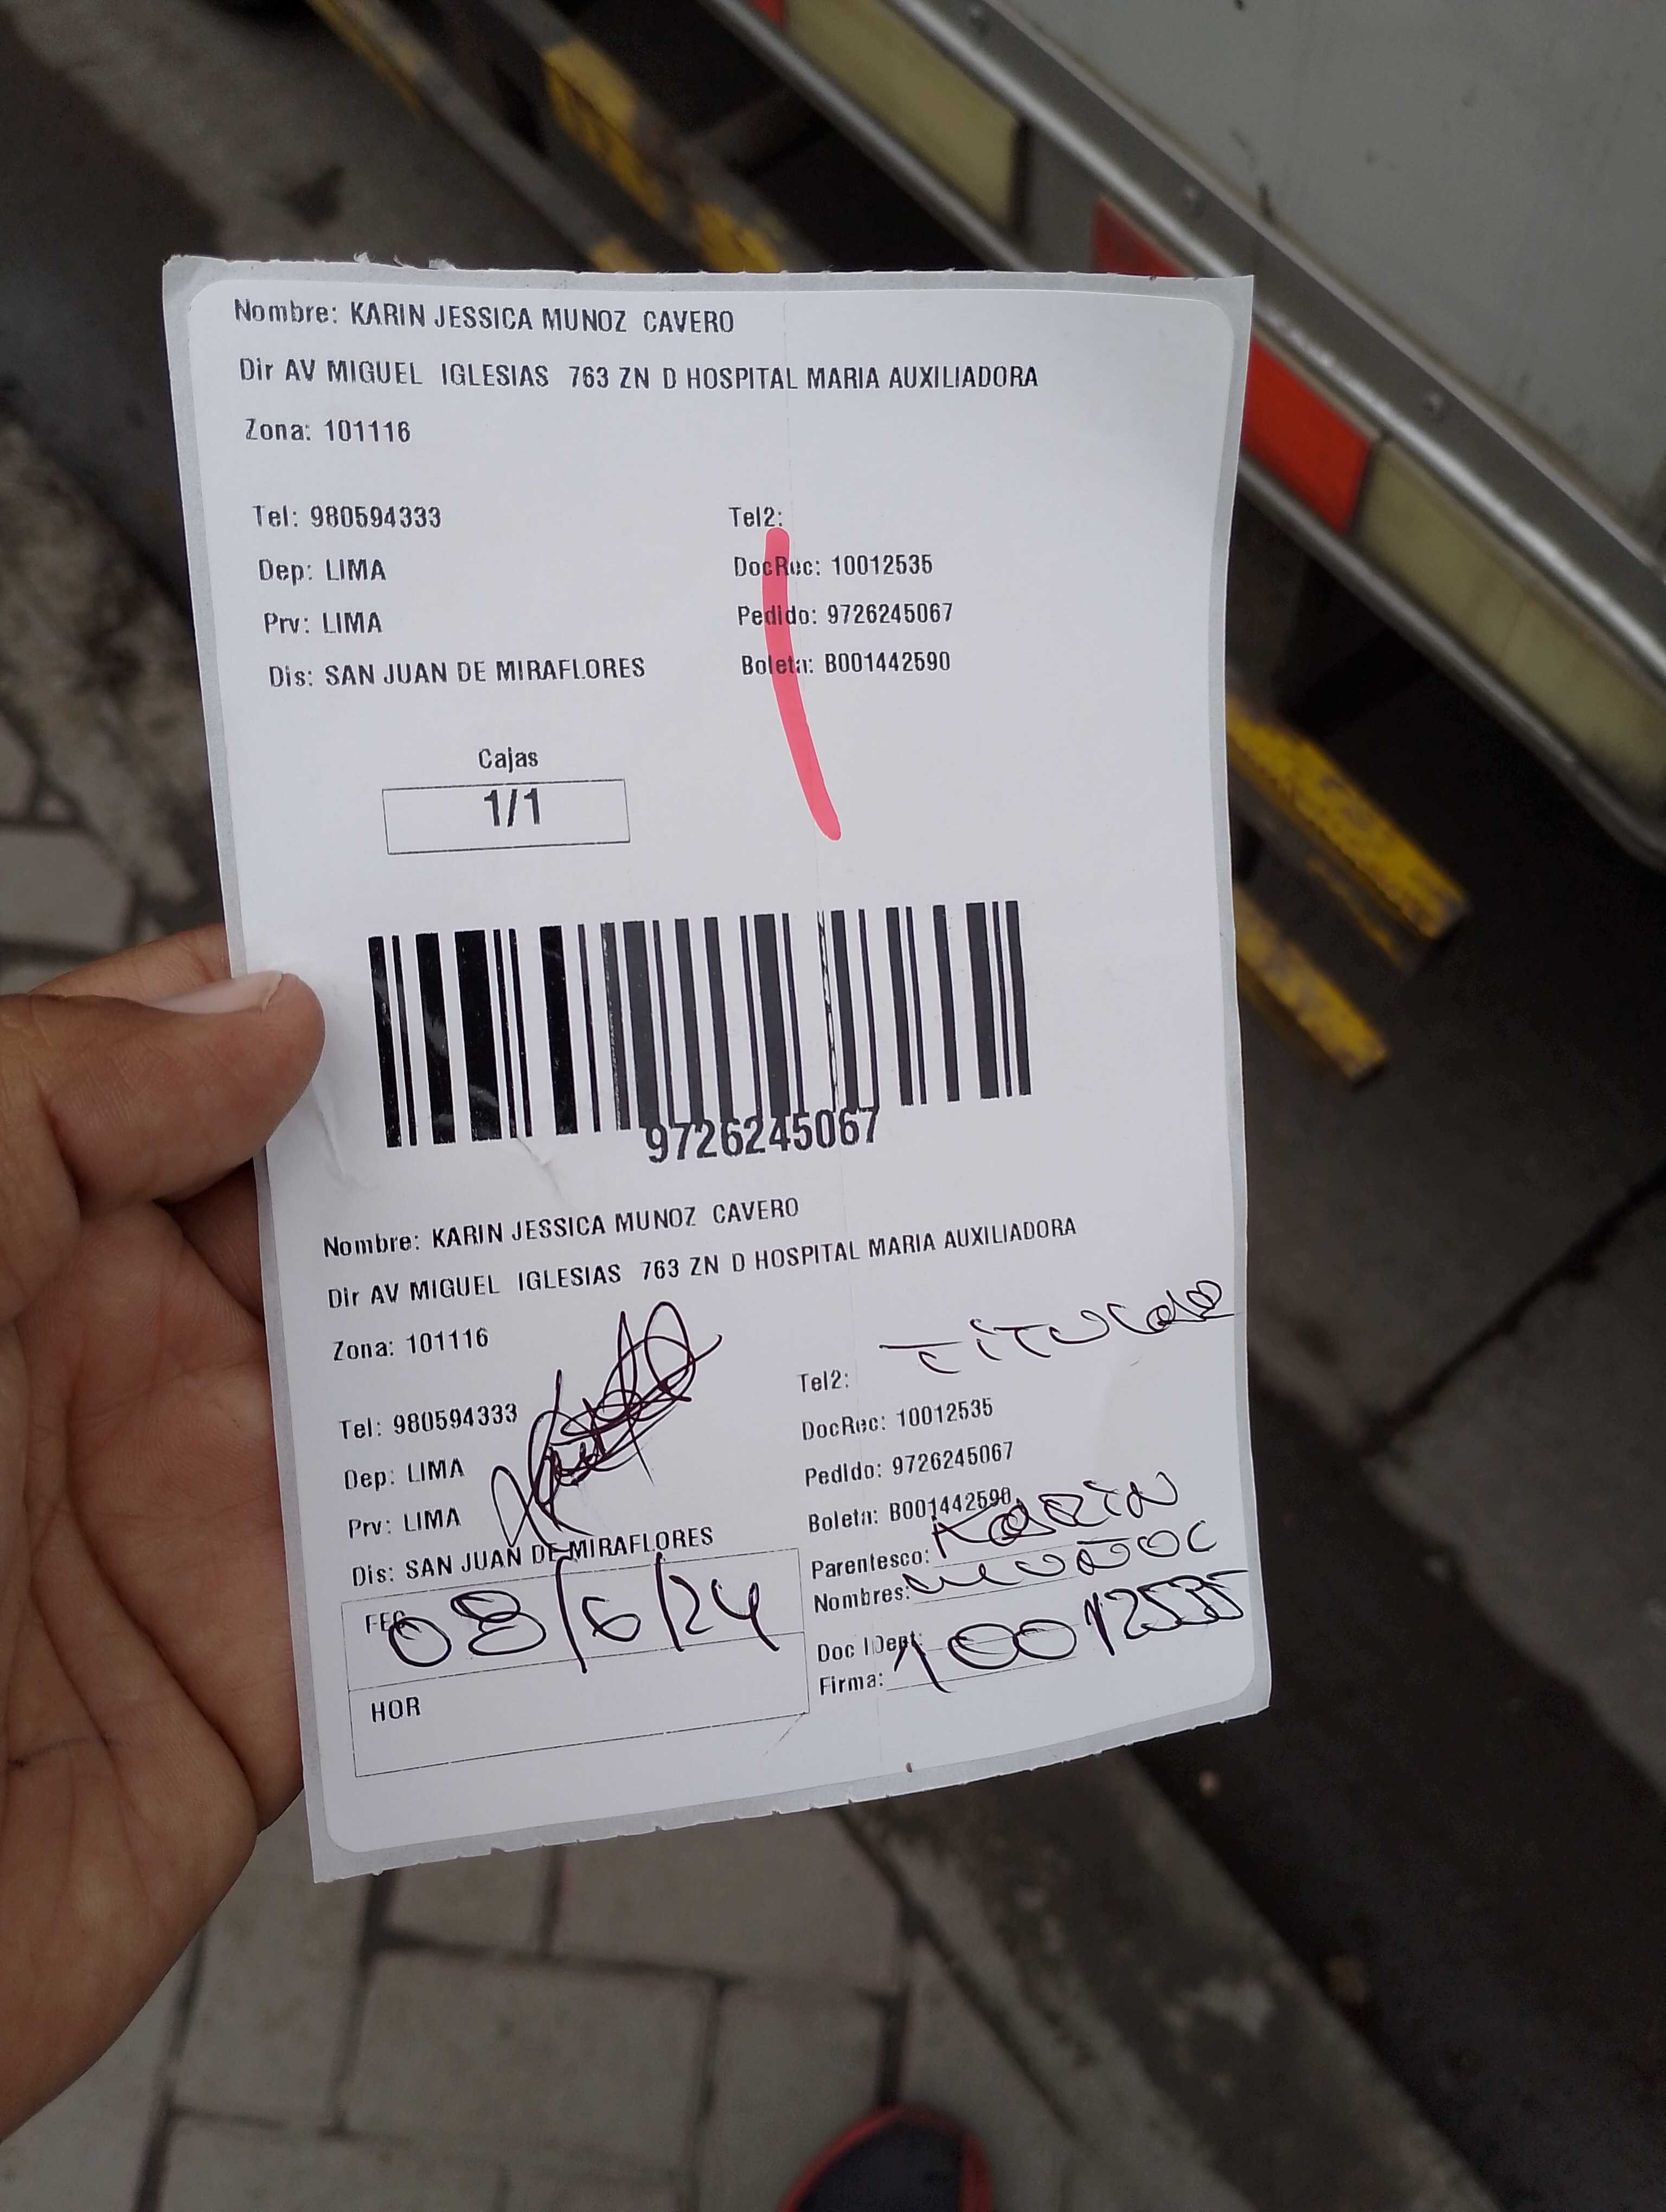 Nombre: KARIN JESSICA MUNOZ CAVERO
Dir AV MIGUEL IGLESIAS 763 ZN D HOSPITAL MARIA AUXILIADORA
Zona: 101116
Tel: 980594333 Tel2:
Dep: LIMA DocRec: 10012535
Prv: LIMA Pedido: 9726245067
Dis: SAN JUAN DE MIRAFLORES Boleta: B001442590
Cajas
1/1
9726245067
Nombre: KARIN JESSICA MUNOZ CAVERO
Dir AV MIGUEL IGLESIAS 763 ZN D HOSPITAL MARIA AUXILIADORA
Zona: 101116
Titular
Tel: 980594333 Tel2:
Dep: LIMA DocRec: 10012535
Prv: LIMA Pedido: 9726245067
Dis: SAN JUAN DE MIRAFLORES Boleta: B001442590
Parentesco: KARIN
Nombres: muñoc
FEC 08/6/24
Doc Ident: 10012535
Firma:
HOR